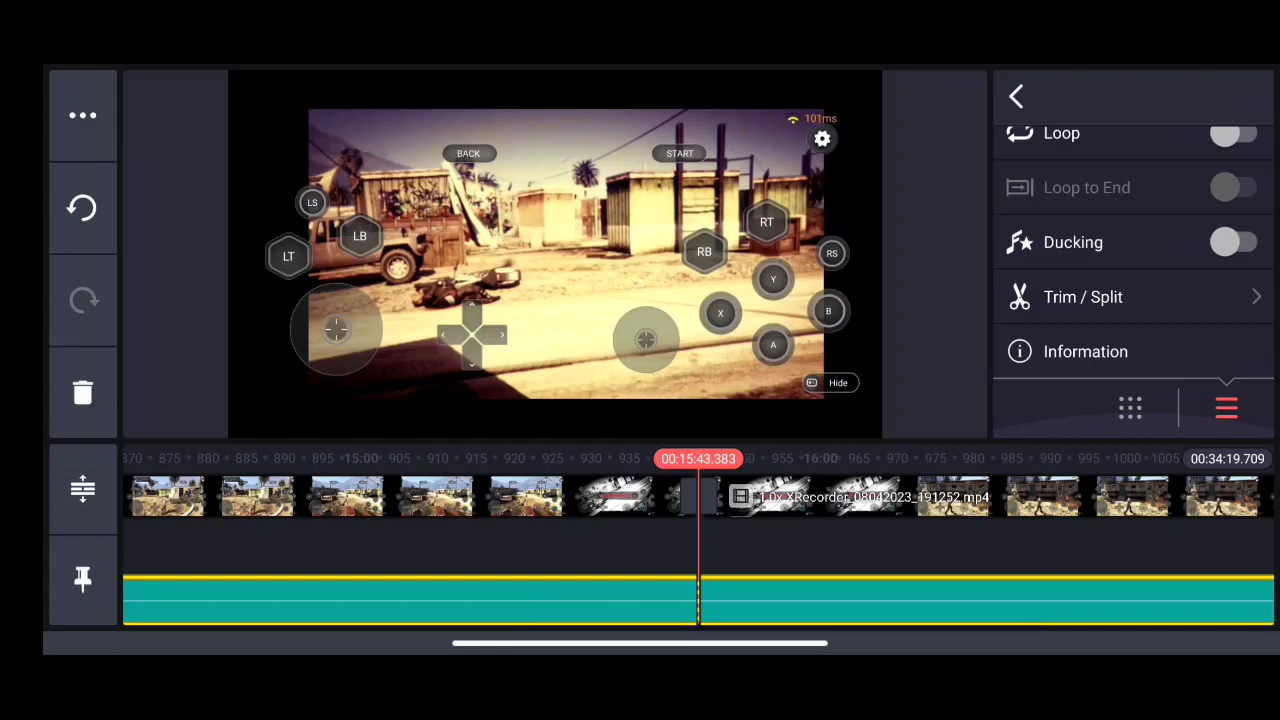 101ms
BACK
START
LS
LB
RT
LT
RB
RS
Y
X
B
A
Hide
Loop
Loop to End
Ducking
Trim / Split
Information
370 875 880 885 890 895 15:00 905 910 915 920 925 930 935 00:15:43.383 50 955 16:00 965 970 975 980 985 990 995 1000 1005 00:34:19.709
1.0x XRecorder_08042023_191252.mp4